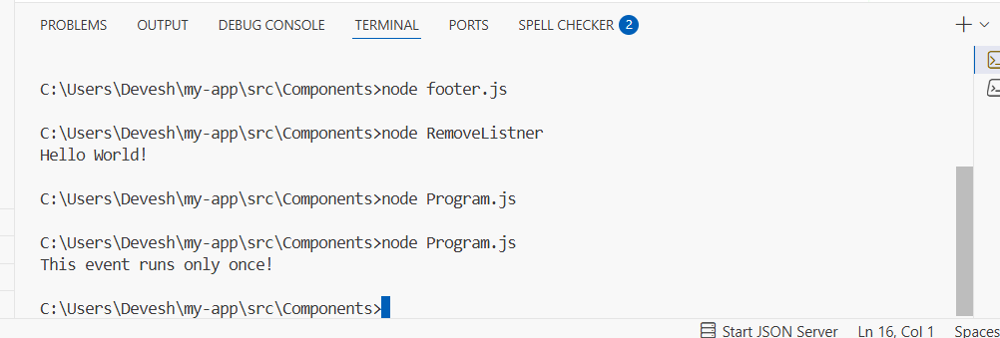 PROBLEMS OUTPUT DEBUG CONSOLE TERMINAL PORTS SPELL CHECKER 2
C:\Users\Devesh\my-app\src\Components>node footer.js
C:\Users\Devesh\my-app\src\Components>node RemoveListner
Hello World!
C:\Users\Devesh\my-app\src\Components>node Program.js
C:\Users\Devesh\my-app\src\Components>node Program.js
This event runs only once!
C:\Users\Devesh\my-app\src\Components>
Start JSON Server Ln 16, Col 1 Spaces